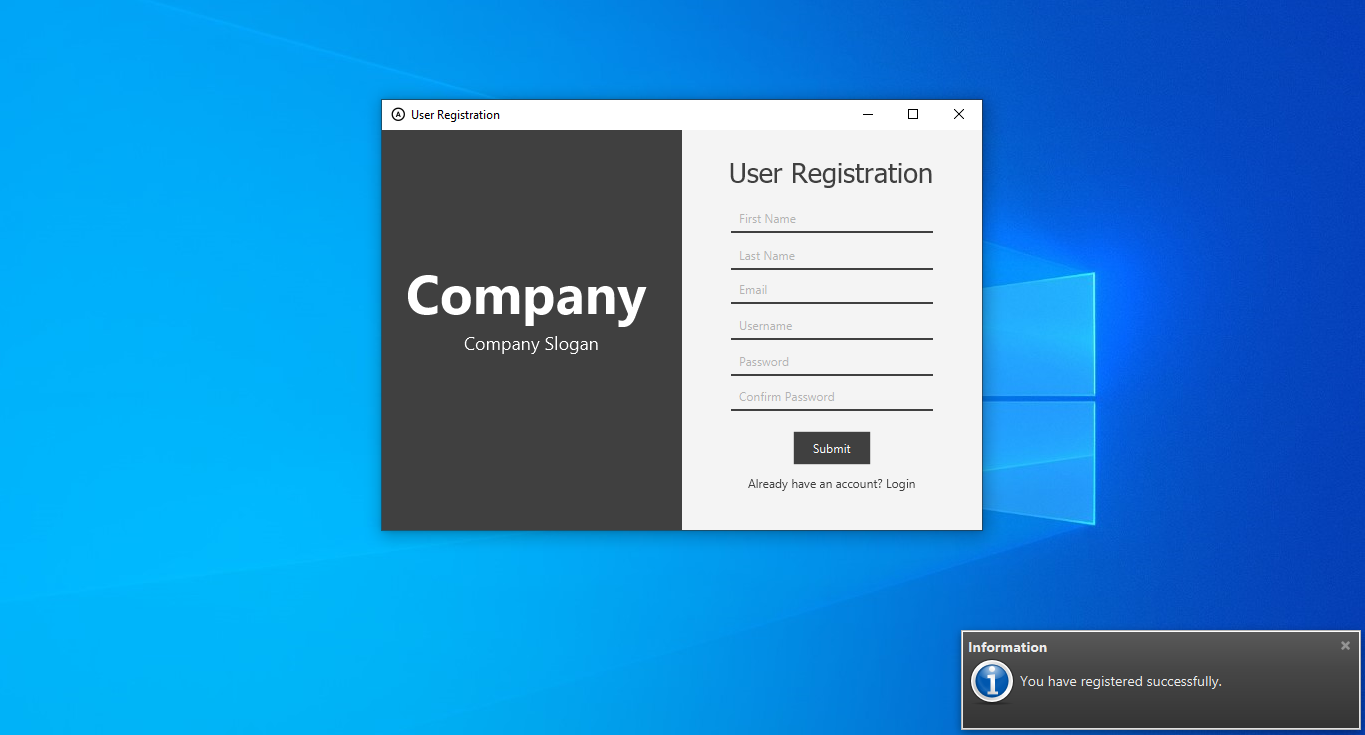 User Registration
Company
Company Slogan
User Registration
First Name
Last Name
Email
Username
Password
Confirm Password
Submit
Already have an account? Login
Information
You have registered successfully.